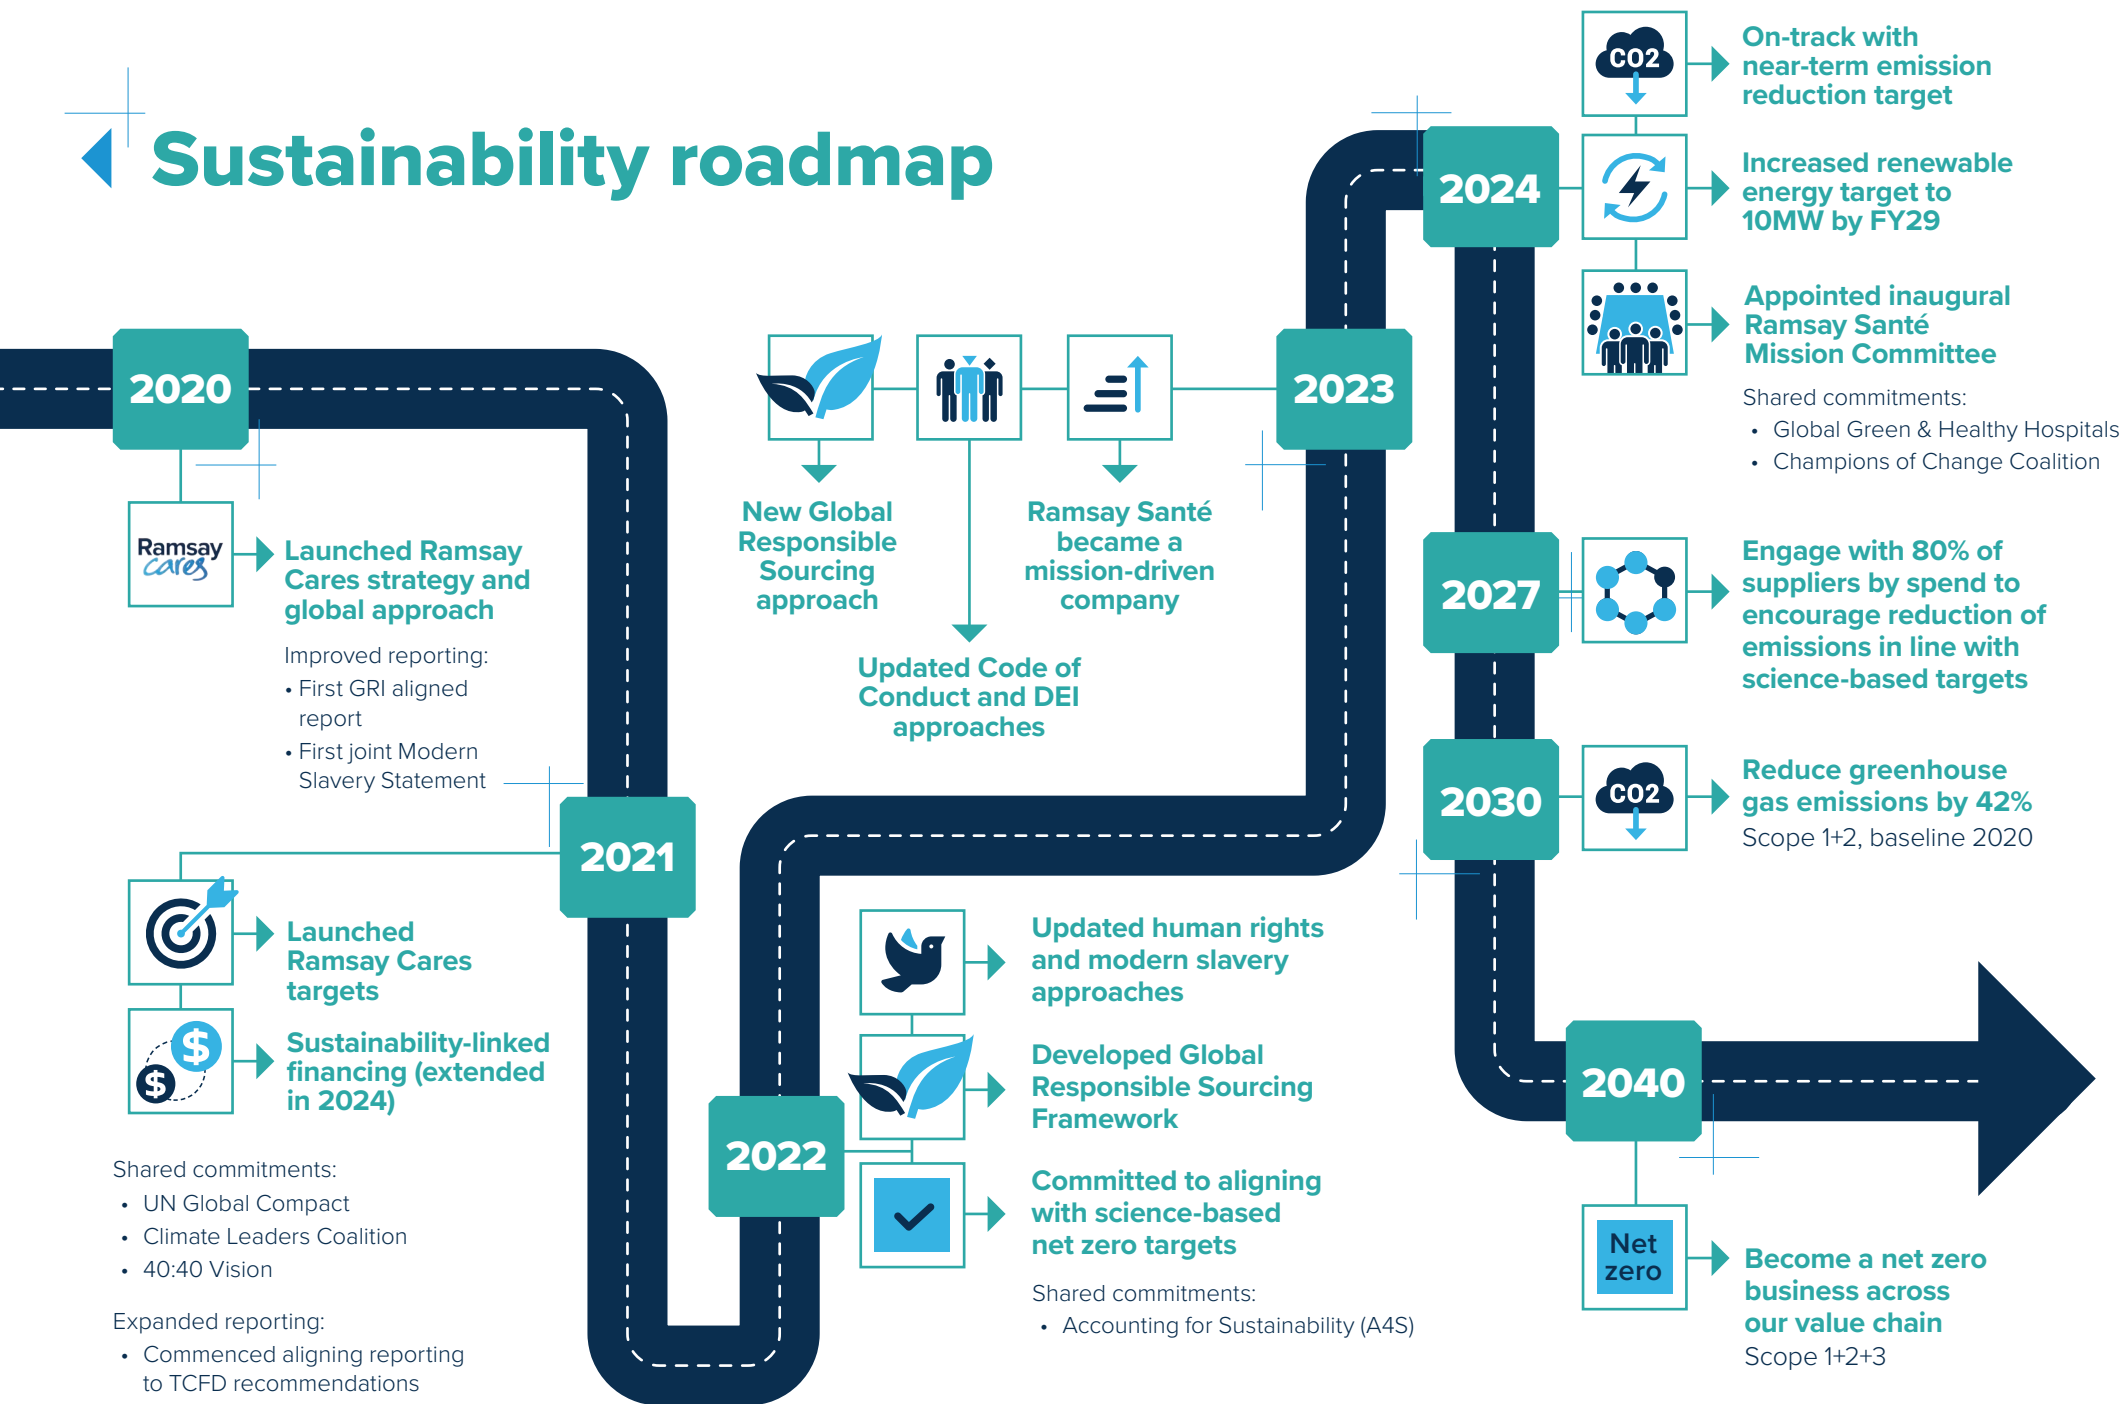 Sustainability roadmap
2020
Ramsay
cares
Launched Ramsay
Cares strategy and
global approach
Improved reporting:
• First GRI aligned
report
• First joint Modern
Slavery Statement
2021
Launched
Ramsay Cares
targets
$
$
Sustainability-linked
financing (extended
in 2024)
Shared commitments:
• UN Global Compact
• Climate Leaders Coalition
• 40:40 Vision
Expanded reporting:
• Commenced aligning reporting
to TCFD recommendations
2022
Updated human rights
and modern slavery
approaches
Developed Global
Responsible Sourcing
Framework
Committed to aligning
with science-based
net zero targets
Shared commitments:
• Accounting for Sustainability (A4S)
2023
New Global
Responsible
Sourcing
approach
Updated Code of
Conduct and DEI
approaches
Ramsay Santé
became a
mission-driven
company
2024
CO2
On-track with
near-term emission
reduction target
Increased renewable
energy target to
10MW by FY29
Appointed inaugural
Ramsay Santé
Mission Committee
Shared commitments:
• Global Green & Healthy Hospitals
• Champions of Change Coalition
2027
Engage with 80% of
suppliers by spend to
encourage reduction of
emissions in line with
science-based targets
2030
CO2
Reduce greenhouse
gas emissions by 42%
Scope 1+2, baseline 2020
2040
Net
zero
Become a net zero
business across
our value chain
Scope 1+2+3